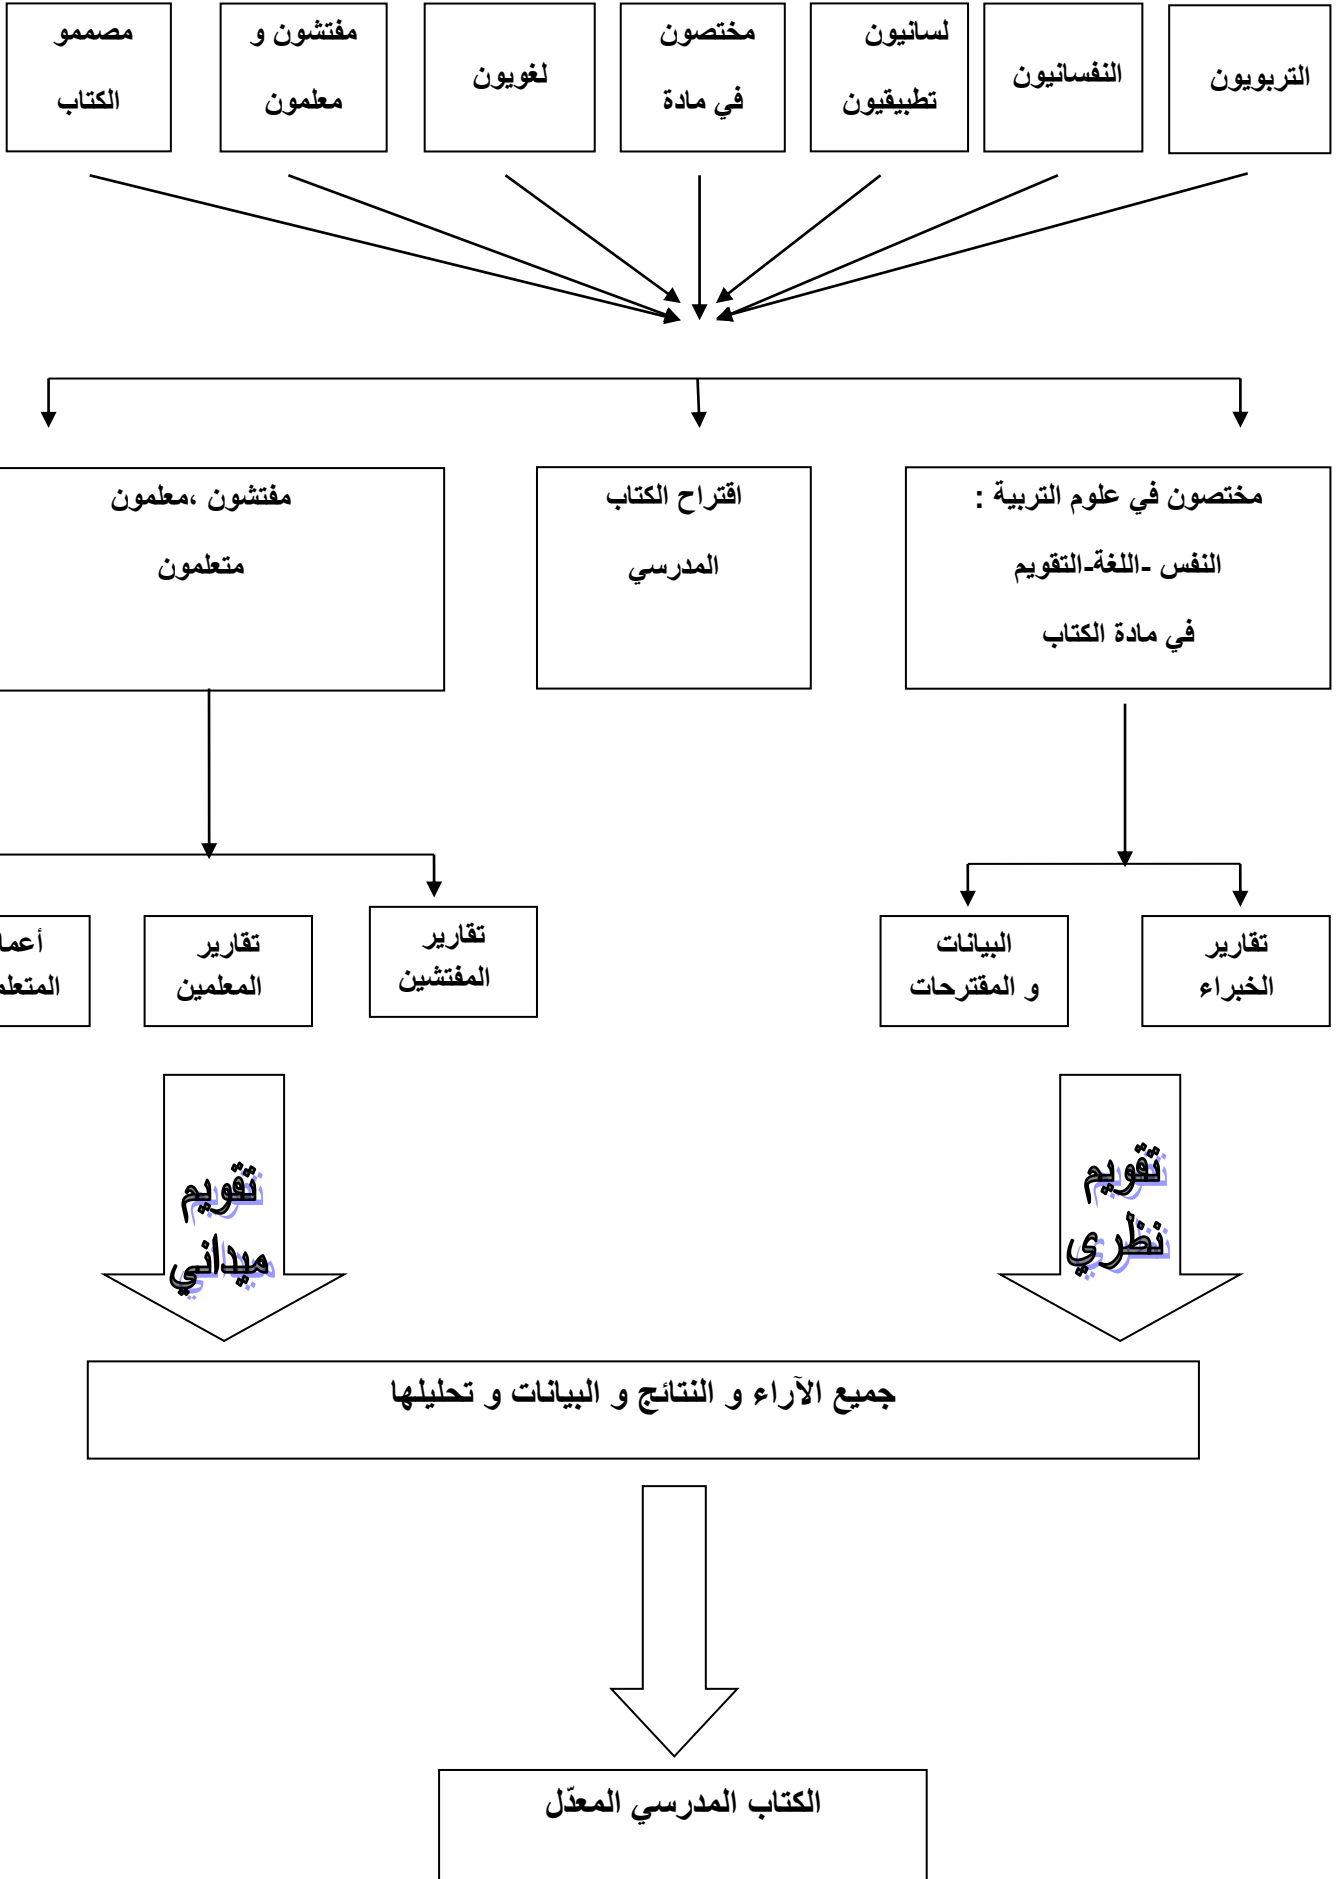 التربويون
النفسانيون
لسانيون
تطبيقيون
مختصون
في مادة
لغويون
مفتشون و
معلمون
مصممو
الكتاب
مختصون في علوم التربية :
النفس -اللغة-التقويم
في مادة الكتاب
اقتراح الكتاب
المدرسي
مفتشون ،معلمون
متعلمون
تقارير
الخبراء
البيانات
و المقترحات
تقارير
المفتشين
تقارير
المعلمين
تقويم
نظري
تقويم
ميداني
جميع الآراء و النتائج و البيانات و تحليلها
الكتاب المدرسي المعدّل